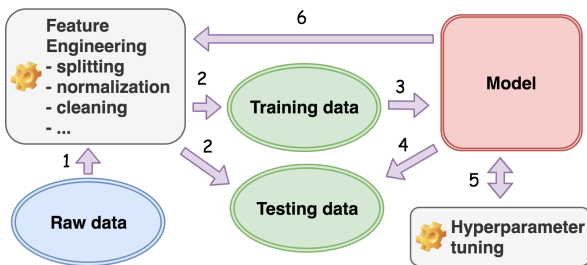 6
Feature
Engineering
- splitting
- normalization
- cleaning
- ...
2
Training data
3
Model
1
2
4
5
Raw data
Testing data
Hyperparameter
tuning